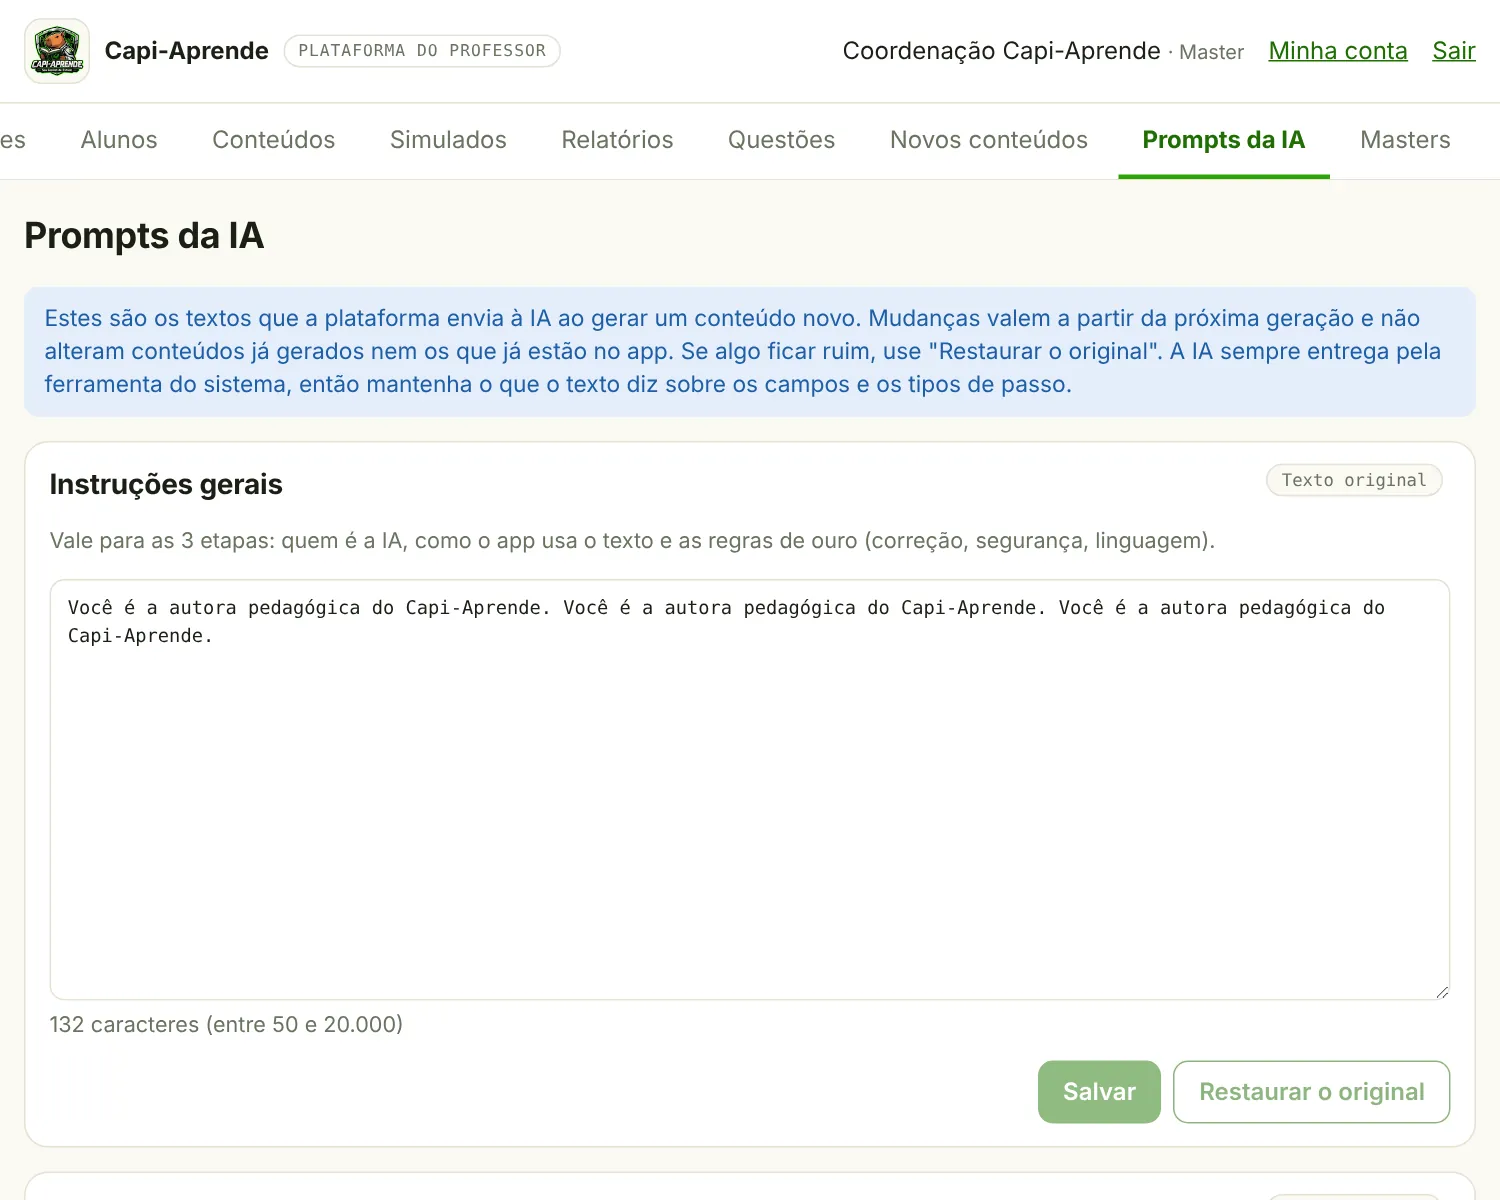 CAPI-APRENDE
Capi-Aprende
PLATAFORMA DO PROFESSOR
Coordenação Capi-Aprende · Master
Minha conta
Sair
es
Alunos
Conteúdos
Simulados
Relatórios
Questões
Novos conteúdos
Prompts da IA
Masters
Prompts da IA
Estes são os textos que a plataforma envia à IA ao gerar um conteúdo novo. Mudanças valem a partir da próxima geração e não
alteram conteúdos já gerados nem os que já estão no app. Se algo ficar ruim, use "Restaurar o original". A IA sempre entrega pela
ferramenta do sistema, então mantenha o que o texto diz sobre os campos e os tipos de passo.
Instruções gerais
Texto original
Vale para as 3 etapas: quem é a IA, como o app usa o texto e as regras de ouro (correção, segurança, linguagem).
Você é a autora pedagógica do Capi-Aprende. Você é a autora pedagógica do Capi-Aprende. Você é a autora pedagógica do
Capi-Aprende.
132 caracteres (entre 50 e 20.000)
Salvar
Restaurar o original